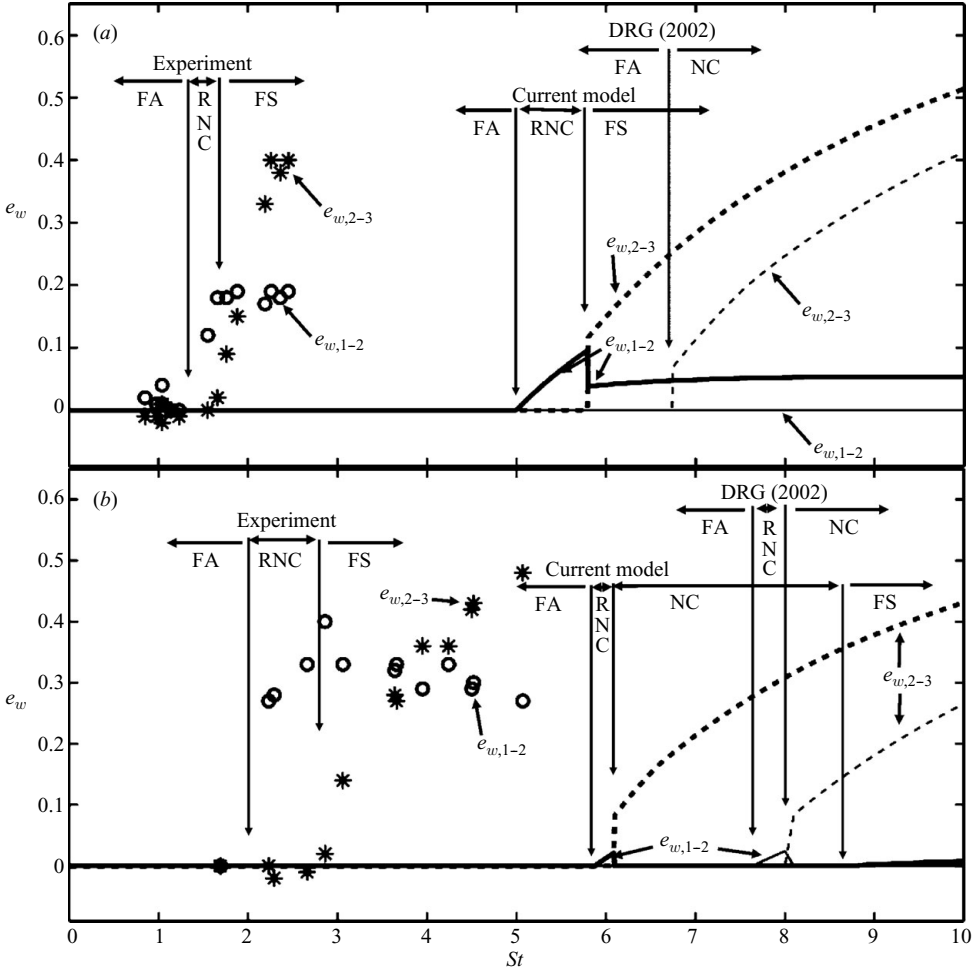 0.6
(a)
DRG (2002)
Experiment
FA
NC
FA
R
N
C
FS
0.5
Current model
FA
RNC
FS
0.4
e_w
0.3
e_w,2–3
e_w,2–3
0.2
e_w,2–3
e_w,1–2
0.1
e_w,1–2
0
e_w,1–2
0.6
(b)
DRG (2002)
Experiment
FA
R
N
C
NC
FA
RNC
FS
0.5
Current model
e_w,2–3
FA
R
N
C
NC
FS
0.4
e_w
0.3
e_w,2–3
e_w,1–2
0.2
0.1
e_w,1–2
0
0 1 2 3 4 5 6 7 8 9 10
St